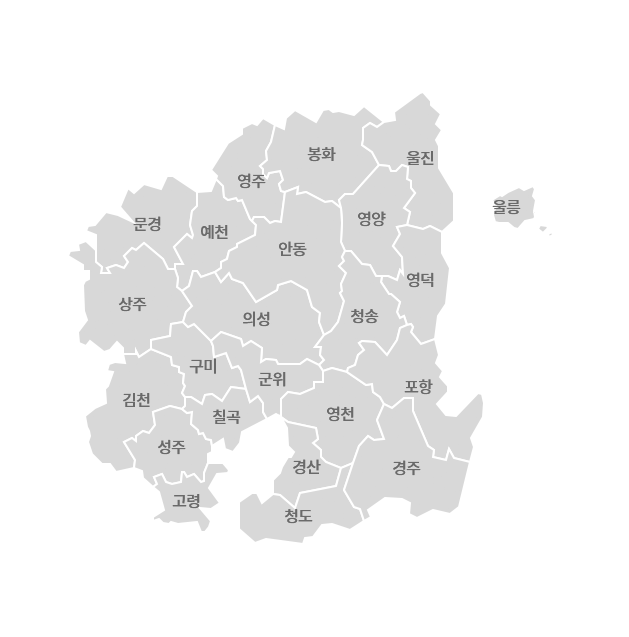 봉화
울진
영주
울릉
영양
문경
예천
안동
영덕
상주
의성
청송
구미
군위
포항
김천
칠곡
영천
성주
경산
경주
고령
청도